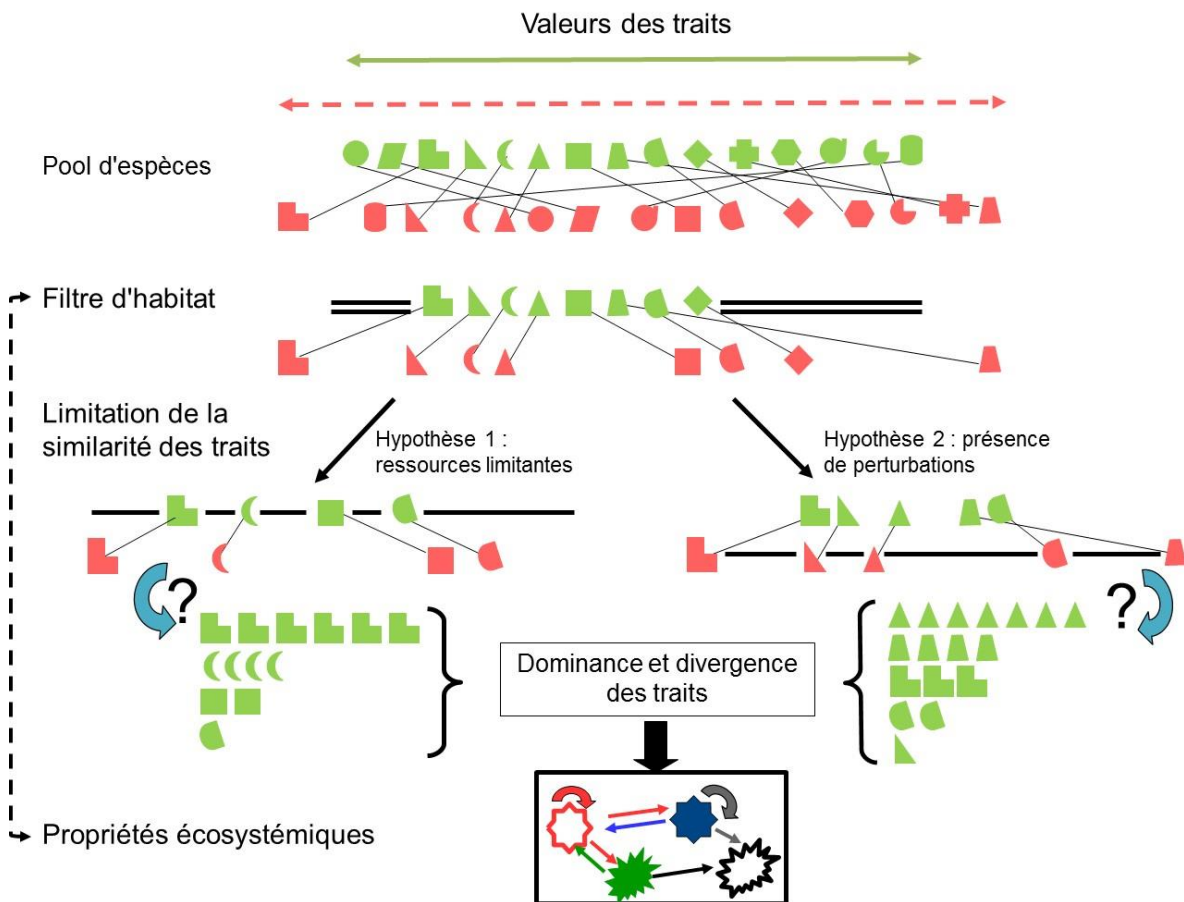 Valeurs des traits
Pool d'espèces
Filtre d'habitat
Limitation de la
similarité des traits
Hypothèse 1 :
ressources limitantes
Hypothèse 2 : présence
de perturbations
?
?
Dominance et divergence
des traits
Propriétés écosystémiques